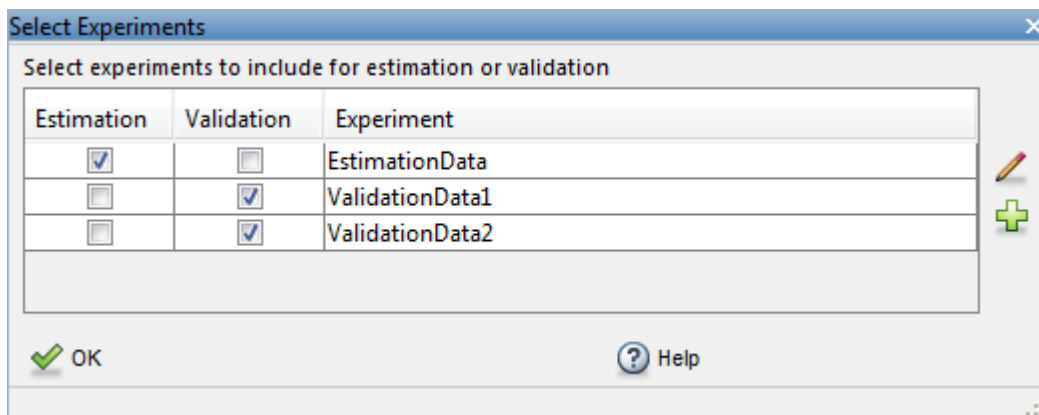 Select Experiments
Select experiments to include for estimation or validation
Estimation Validation Experiment
EstimationData
ValidationData1
ValidationData2
OK Help